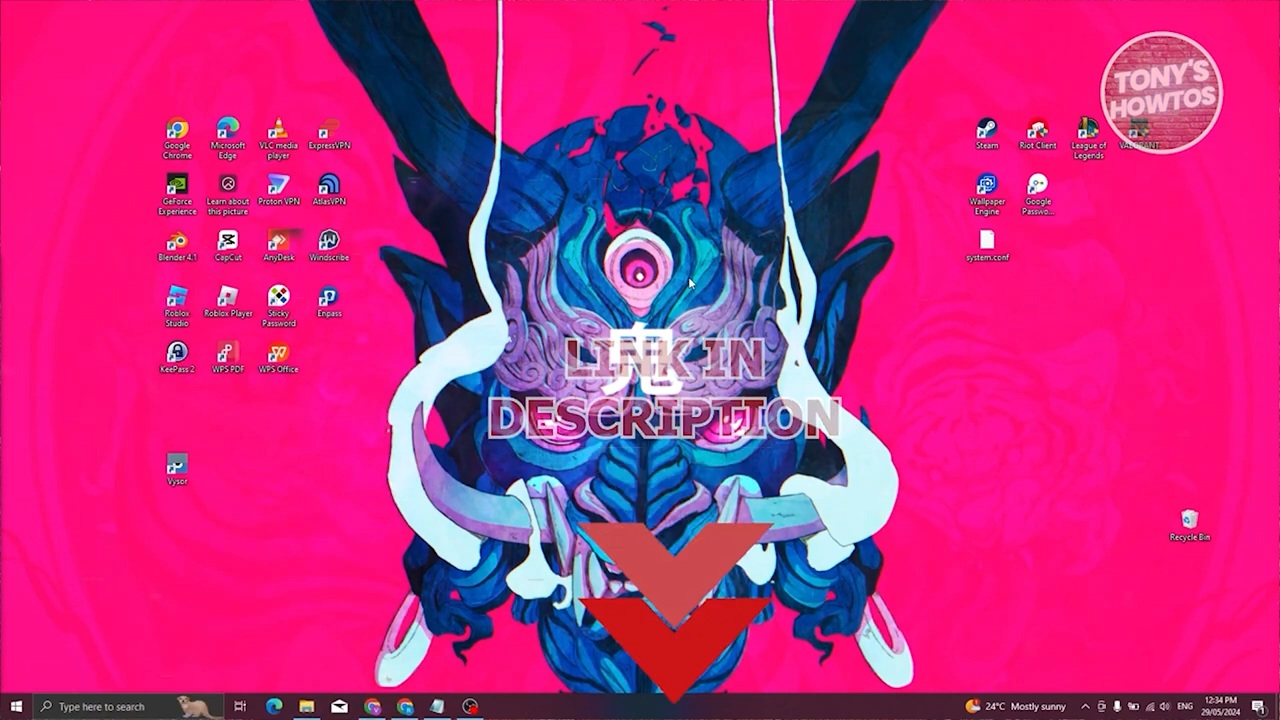 TONY'S
HOWTOS
Google
Chrome
Microsoft
Edge
VLC media
player
ExpressVPN
Steam
Riot Client
League of
Legends
VALORANT
GeForce
Experience
Learn about
this picture
Proton VPN
AtlasVPN
Wallpaper
Engine
Google
Passwo...
Blender 4.1
CapCut
AnyDesk
Windscribe
system.conf
Roblox
Studio
Roblox Player
Sticky
Password
Enpass
KeePass 2
WPS PDF
WPS Office
鬼
LINK IN
DESCRIPTION
Vysor
Recycle Bin
Type here to search
24°C Mostly sunny
12:34 PM
29/05/2024